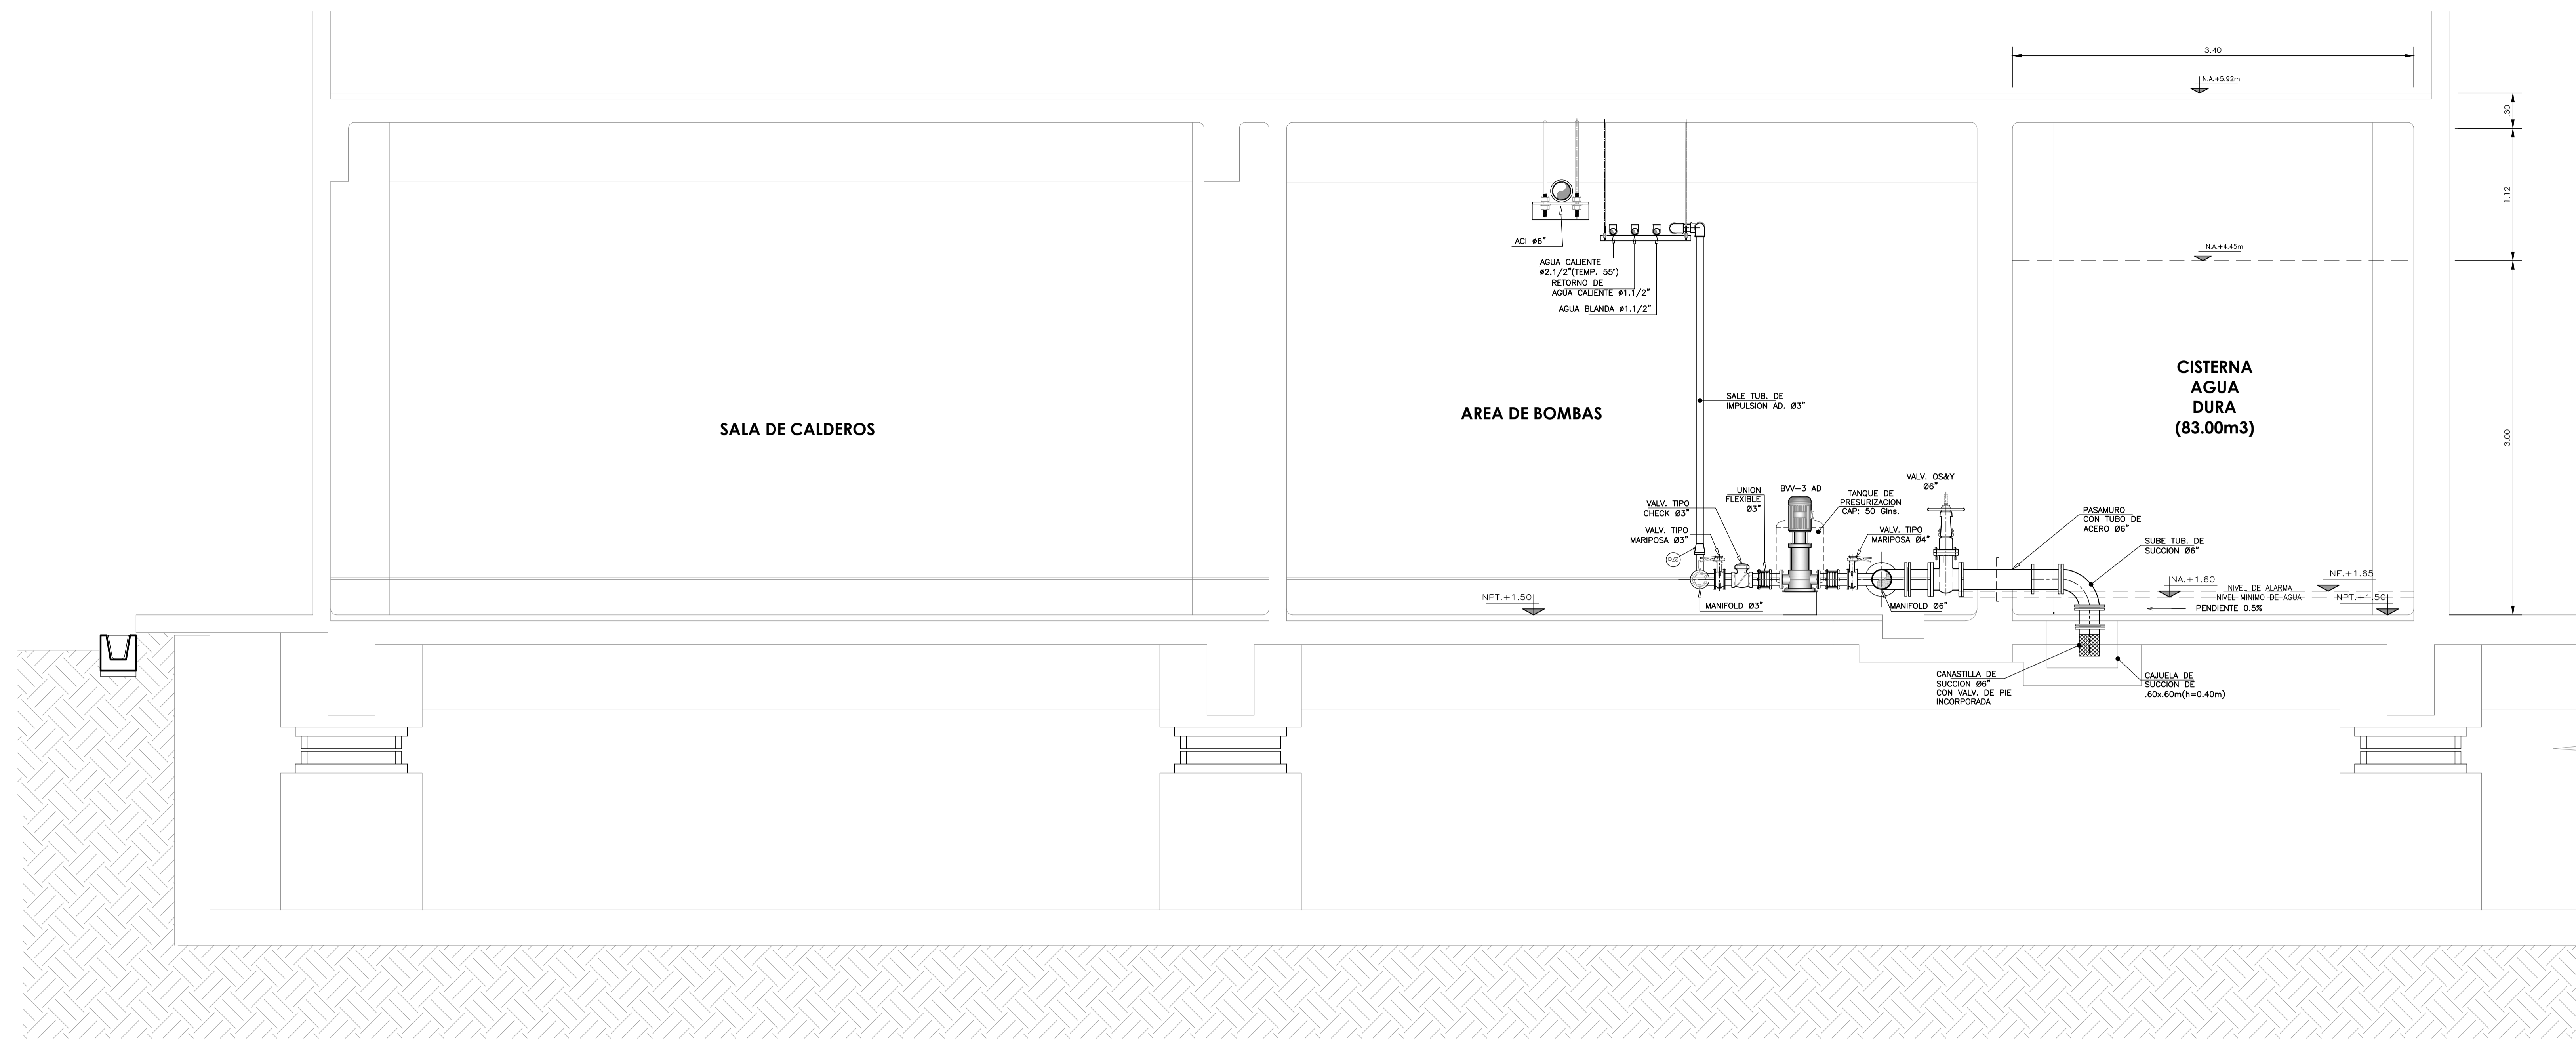 3.40
N.A.+5.92m
.30
1.12
3.00
N.A.+4.45m
ACI ø6"
AGUA CALIENTE
ø2.1/2"(TEMP. 55°)
RETORNO DE
AGUA CALIENTE ø1.1/2"
AGUA BLANDA ø1.1/2"
SALA DE CALDEROS
AREA DE BOMBAS
CISTERNA
AGUA
DURA
(83.00m3)
SALE TUB. DE
IMPULSION AD. Ø3"
VALV. OS&Y
Ø6"
BVV-3 AD
UNION
FLEXIBLE
Ø3"
TANQUE DE
PRESURIZACION
CAP: 50 Glns.
VALV. TIPO
CHECK Ø3"
VALV. TIPO
MARIPOSA Ø3"
VALV. TIPO
MARIPOSA Ø4"
PASAMURO
CON TUBO DE
ACERO Ø6"
SUBE TUB. DE
SUCCION Ø6"
NA.+1.60
NIVEL DE ALARMA
NF.+1.65
NIVEL MINIMO DE AGUA
NPT.+1.50
NPT.+1.50
MANIFOLD Ø3"
MANIFOLD Ø6"
PENDIENTE 0.5%
CANASTILLA DE
SUCCION Ø6"
CON VALV. DE PIE
INCORPORADA
CAJUELA DE
SUCCION DE
.60x.60m(h=0.40m)